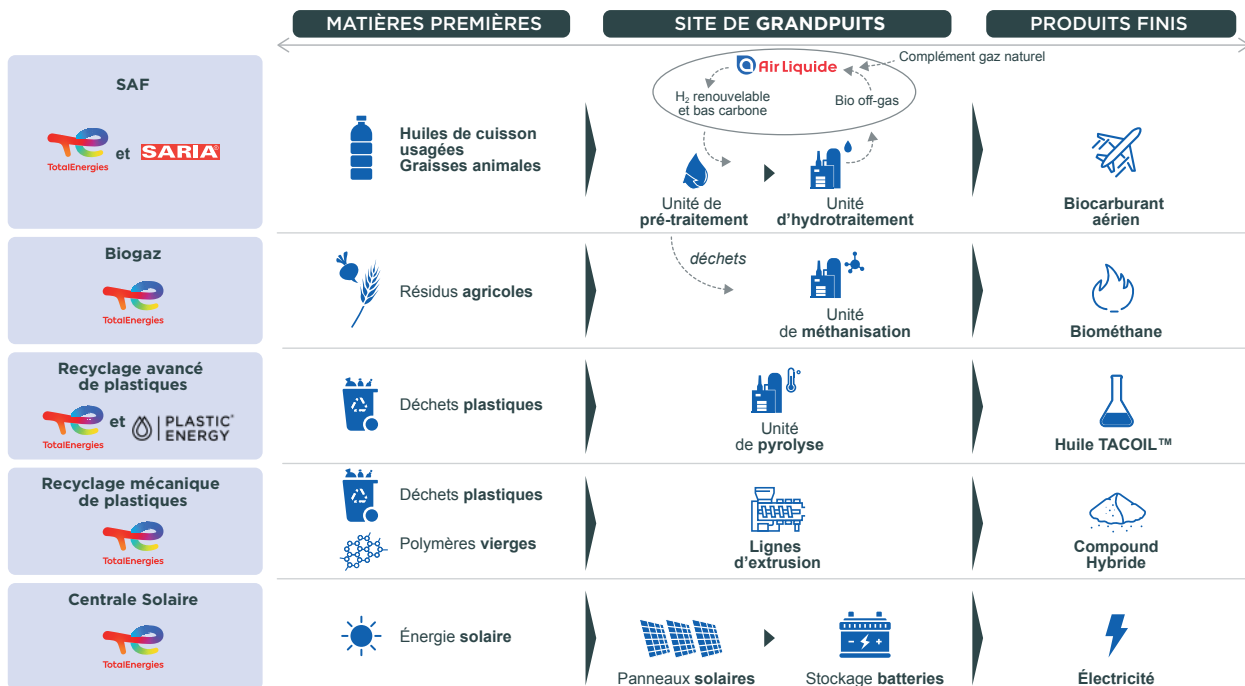 MATIÈRES PREMIÈRES
SITE DE GRANDPUITS
PRODUITS FINIS
SAF
TotalEnergies
et
SARIA
Huiles de cuisson
usagées
Graisses animales
Air Liquide
Complément gaz naturel
H₂ renouvelable
et bas carbone
Bio off-gas
Unité de
pré-traitement
Unité
d'hydrotraitement
Biocarburant
aérien
Biogaz
TotalEnergies
Résidus agricoles
déchets
Unité
de méthanisation
Biométhane
Recyclage avancé
de plastiques
TotalEnergies
et
PLASTIC
ENERGY
Déchets plastiques
Unité
de pyrolyse
Huile TACOIL™
Recyclage mécanique
de plastiques
TotalEnergies
Déchets plastiques
Polymères vierges
Lignes
d'extrusion
Compound
Hybride
Centrale Solaire
TotalEnergies
Énergie solaire
Panneaux solaires
Stockage batteries
Électricité